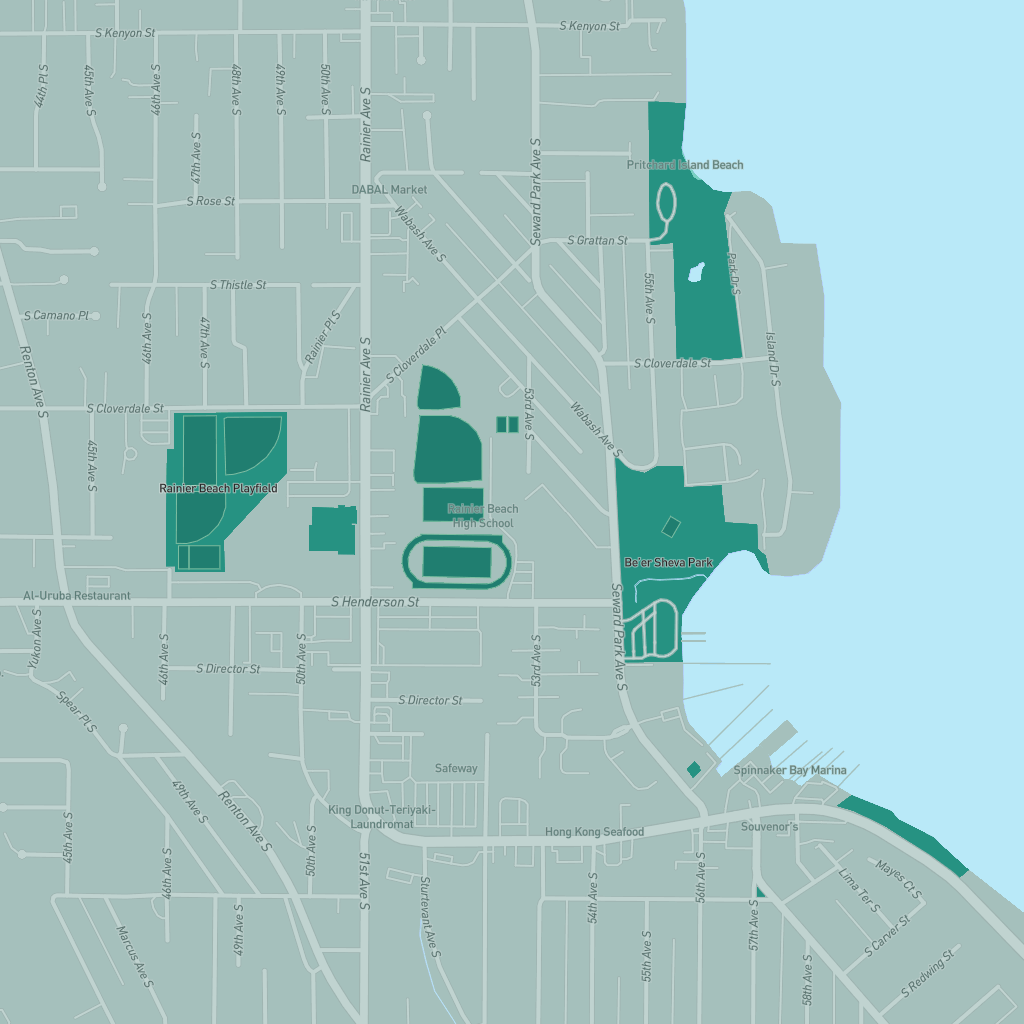 S Kenyon St
S Kenyon St
44th Pl S
45th Ave S
46th Ave S
48th Ave S
49th Ave S
50th Ave S
Rainier Ave S
47th Ave S
Seward Park Ave S
Pritchard Island Beach
DABAL Market
S Rose St
Wabash Ave S
S Grattan St
Park Dr S
S Thistle St
55th Ave S
S Camano Pl
46th Ave S
47th Ave S
Rainier Pl S
S Cloverdale Pl
Renton Ave S
Rainier Ave S
S Cloverdale St
Island Dr S
S Cloverdale St
53rd Ave S
Wabash Ave S
45th Ave S
Rainier Beach Playfield
Rainier Beach
High School
Be'er Sheva Park
Al-Uruba Restaurant
S Henderson St
Seward Park Ave S
Yukon Ave S
46th Ave S
S Director St
50th Ave S
53rd Ave S
S Director St
Spear Pl S
Safeway
Spinnaker Bay Marina
49th Ave S
Renton Ave S
King Donut-Teriyaki-
Laundromat
Hong Kong Seafood
Souvenor's
45th Ave S
46th Ave S
50th Ave S
51st Ave S
Sturtevant Ave S
54th Ave S
56th Ave S
Lima Ter S
Mayes Ct S
Marcus Ave S
49th Ave S
55th Ave S
57th Ave S
58th Ave S
S Carver St
S Redwing St